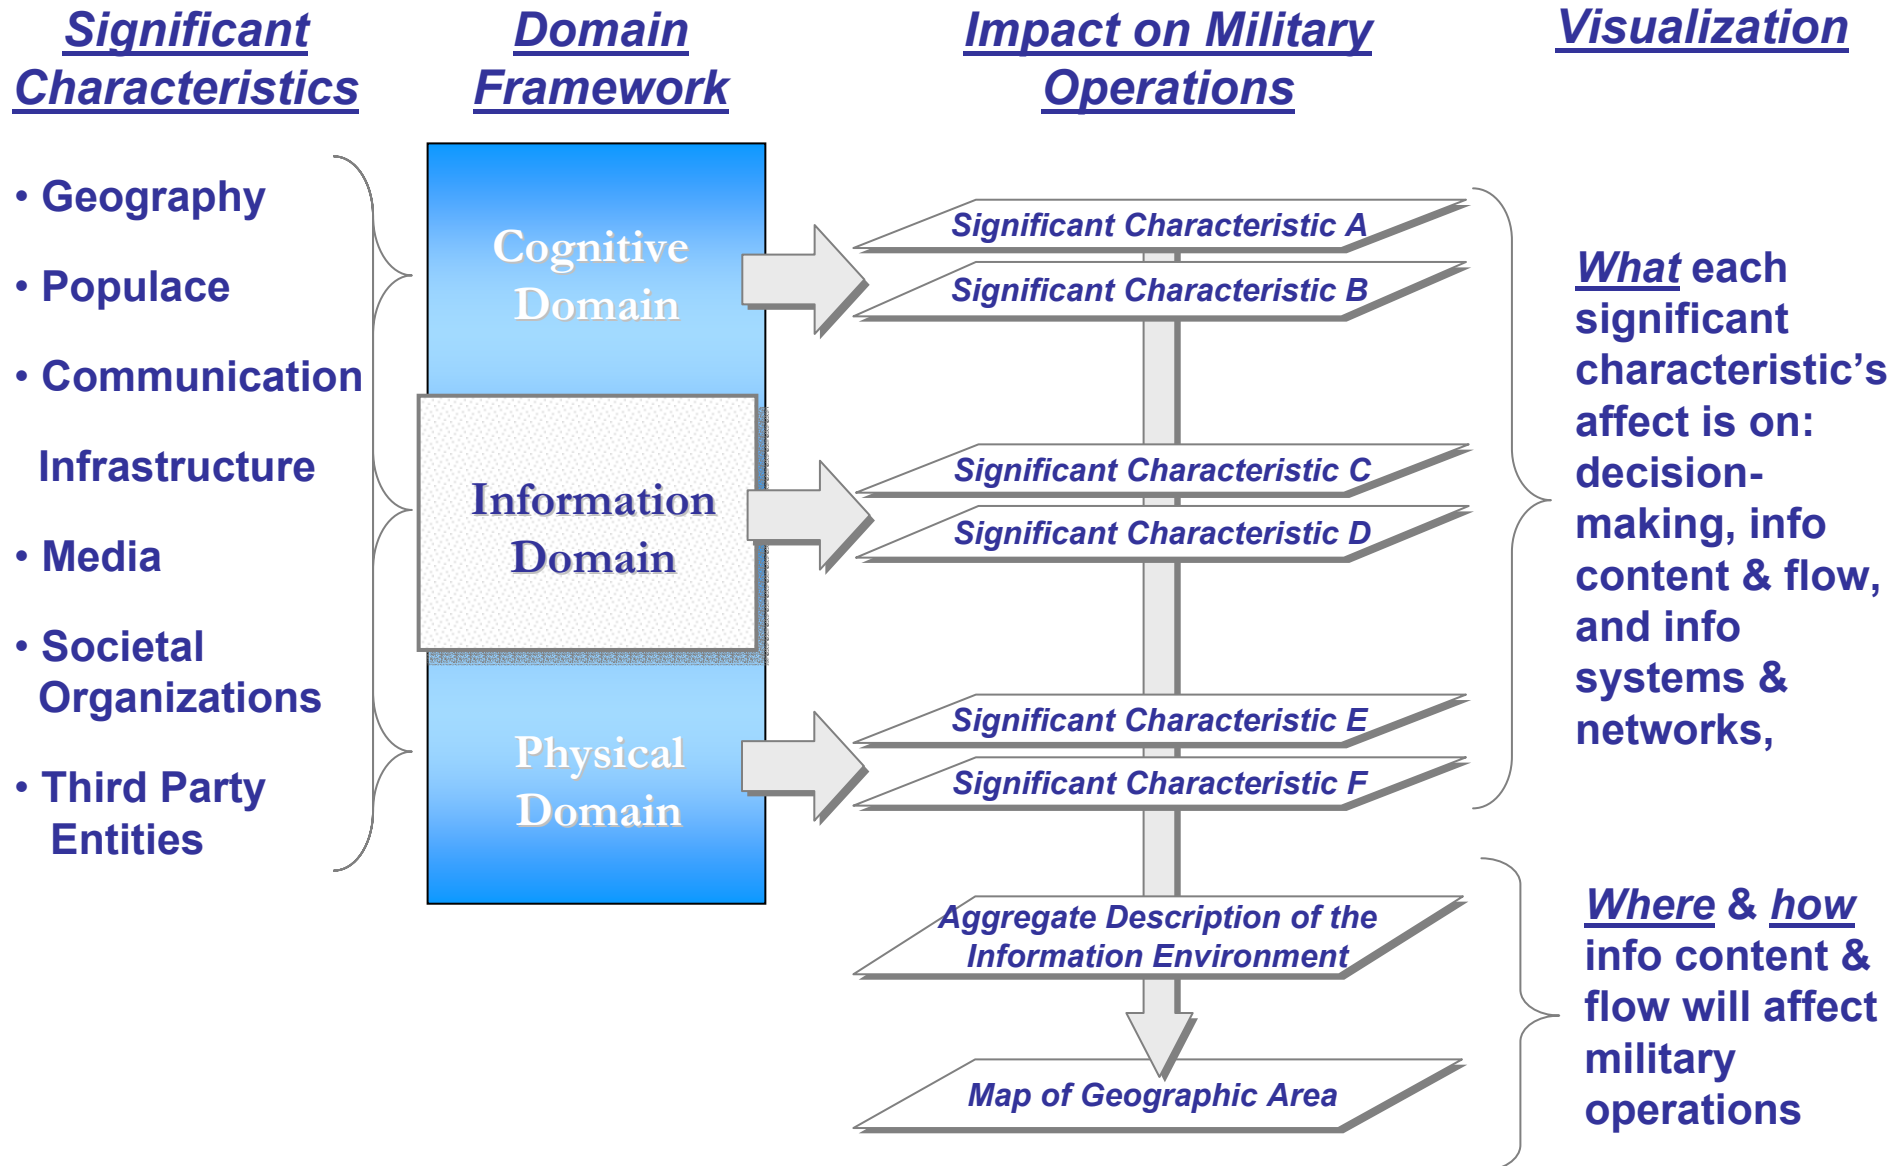 Significant
Characteristics
• Geography
• Populace
• Communication
Infrastructure
• Media
• Societal
Organizations
• Third Party
Entities
Domain
Framework
Cognitive
Domain
Information
Domain
Physical
Domain
Impact on Military
Operations
Significant Characteristic A
Significant Characteristic B
Significant Characteristic C
Significant Characteristic D
Significant Characteristic E
Significant Characteristic F
Aggregate Description of the
Information Environment
Map of Geographic Area
Visualization
What each
significant
characteristic’s
affect is on:
decision-
making, info
content & flow,
and info
systems &
networks,
Where & how
info content &
flow will affect
military
operations